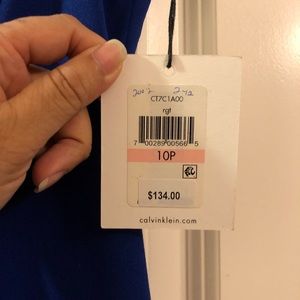 CT7C1A00
rgt
7 00289 00566 5
10P
$134.00
calvinklein.com